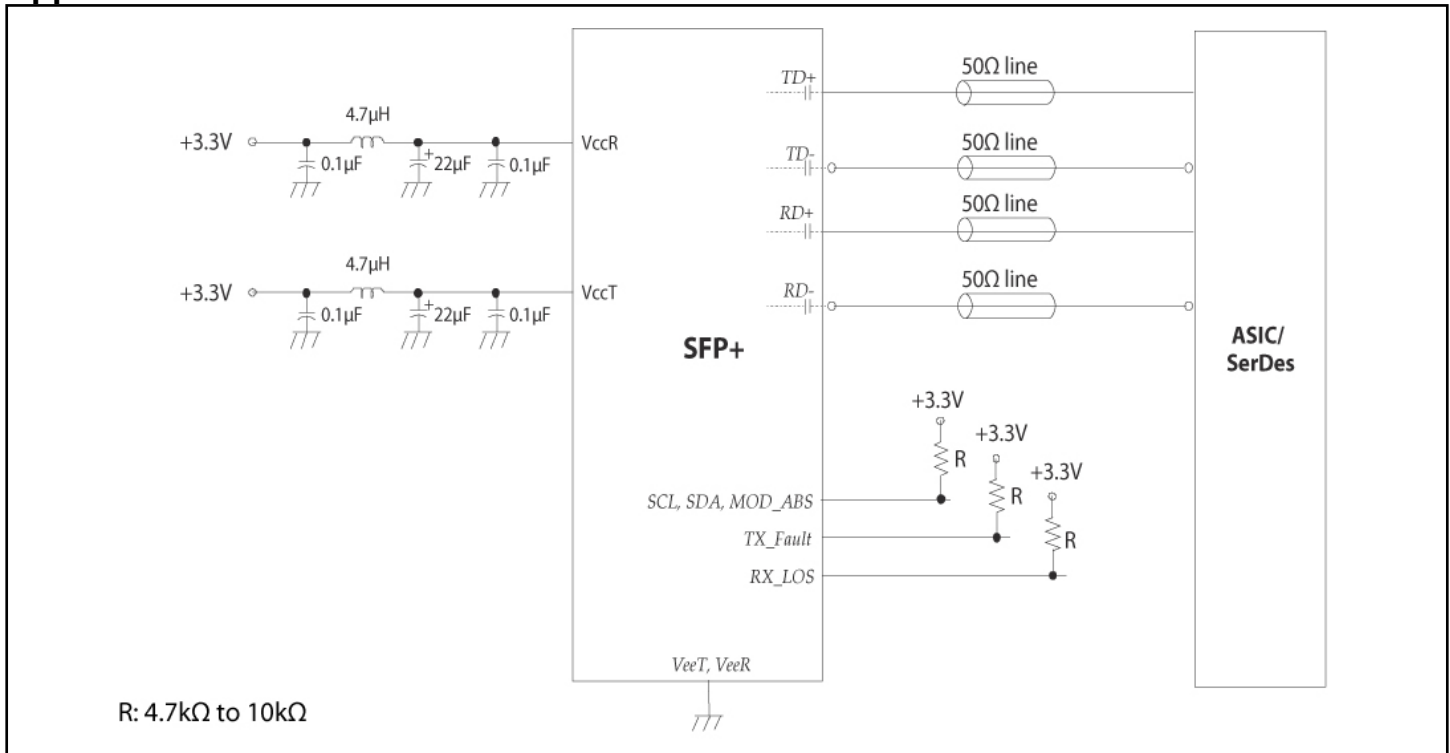 TD+
50Ω line
4.7µH
+3.3V
VccR
0.1µF
22µF
0.1µF
TD-
50Ω line
RD+
50Ω line
4.7µH
+3.3V
VccT
0.1µF
22µF
0.1µF
RD-
50Ω line
SFP+
ASIC/
SerDes
+3.3V
R
+3.3V
R
+3.3V
R
SCL, SDA, MOD_ABS
TX_Fault
RX_LOS
VeeT, VeeR
R: 4.7kΩ to 10kΩ